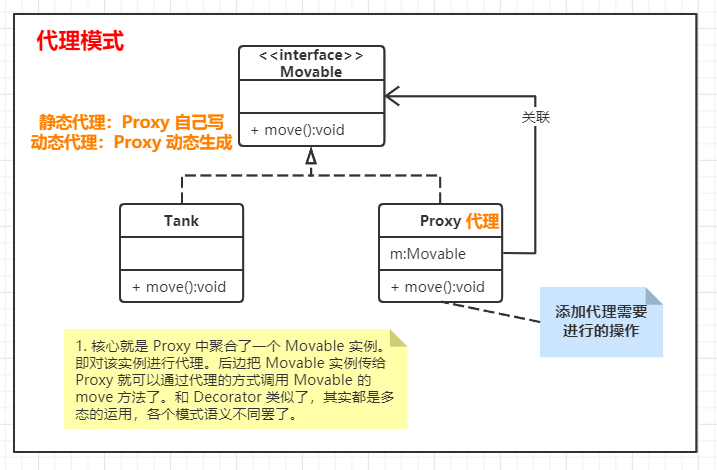 代理模式
<<interface>>
Movable
+ move():void
静态代理：Proxy 自己写
动态代理：Proxy 动态生成
关联
Tank
+ move():void
Proxy 代理
m:Movable
+ move():void
添加代理需要
进行的操作
1. 核心就是 Proxy 中聚合了一个 Movable 实例。
即对该实例进行代理。后边把 Movable 实例传给
Proxy 就可以通过代理的方式调用 Movable 的
move 方法了。和 Decorator 类似了，其实都是多
态的运用，各个模式语义不同罢了。